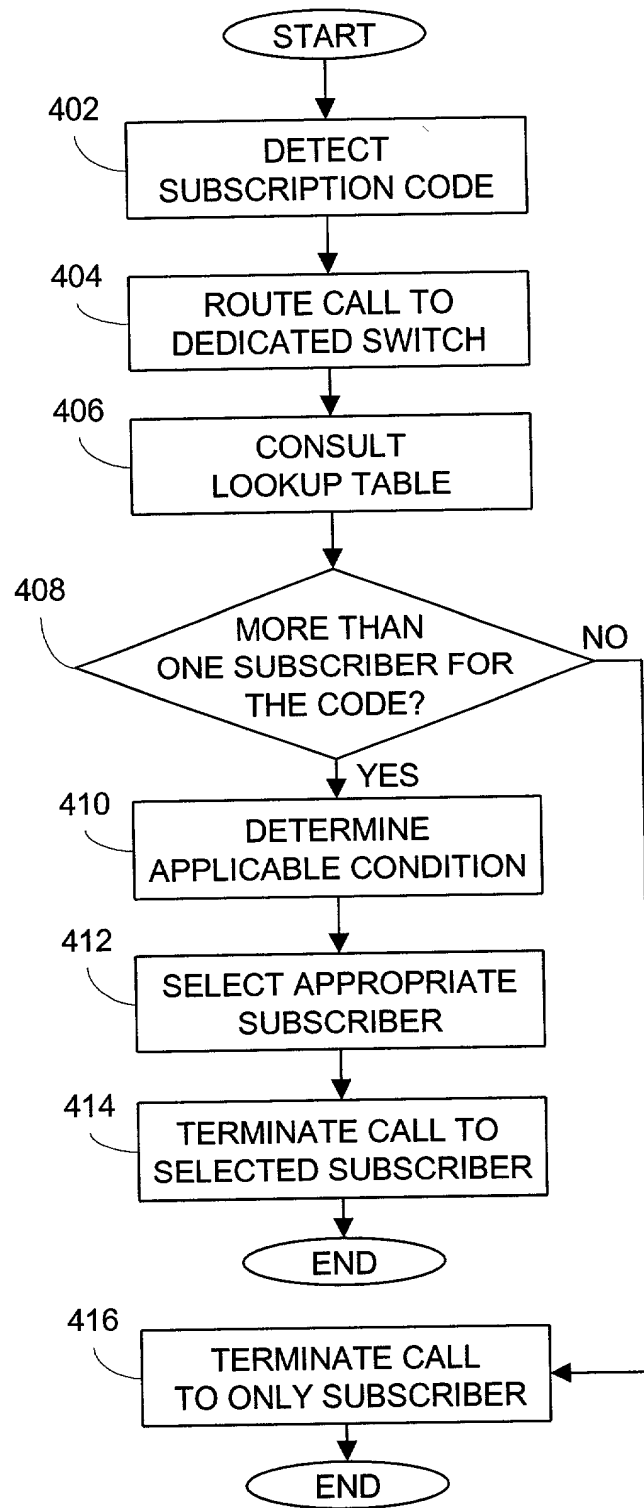 START
402
DETECT
SUBSCRIPTION CODE
404
ROUTE CALL TO
DEDICATED SWITCH
406
CONSULT
LOOKUP TABLE
408
MORE THAN
ONE SUBSCRIBER FOR
THE CODE?
NO
YES
410
DETERMINE
APPLICABLE CONDITION
412
SELECT APPROPRIATE
SUBSCRIBER
414
TERMINATE CALL TO
SELECTED SUBSCRIBER
END
416
TERMINATE CALL
TO ONLY SUBSCRIBER
END